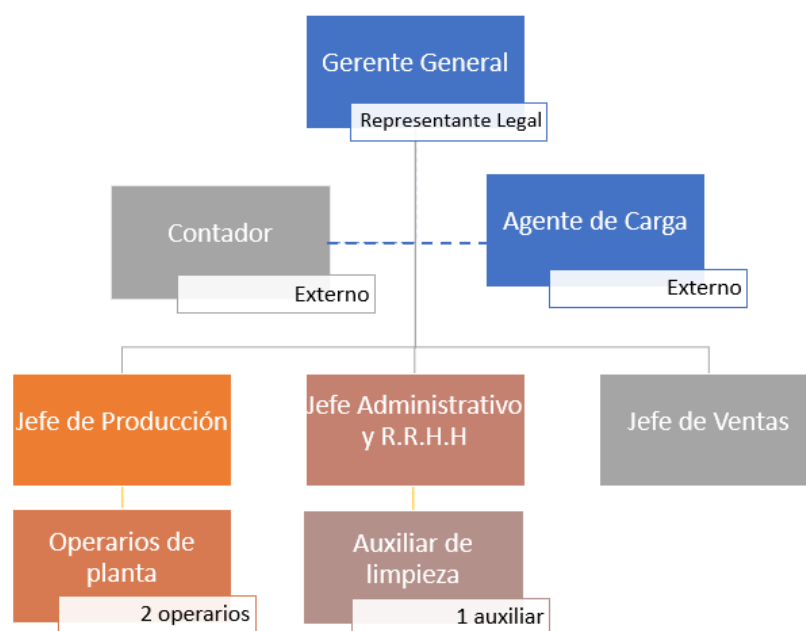 Gerente General
Representante Legal
Contador
Externo
Agente de Carga
Externo
Jefe de Producción
Jefe Administrativo
y R.R.H.H
Jefe de Ventas
Operarios de
planta
2 operarios
Auxiliar de
limpieza
1 auxiliar